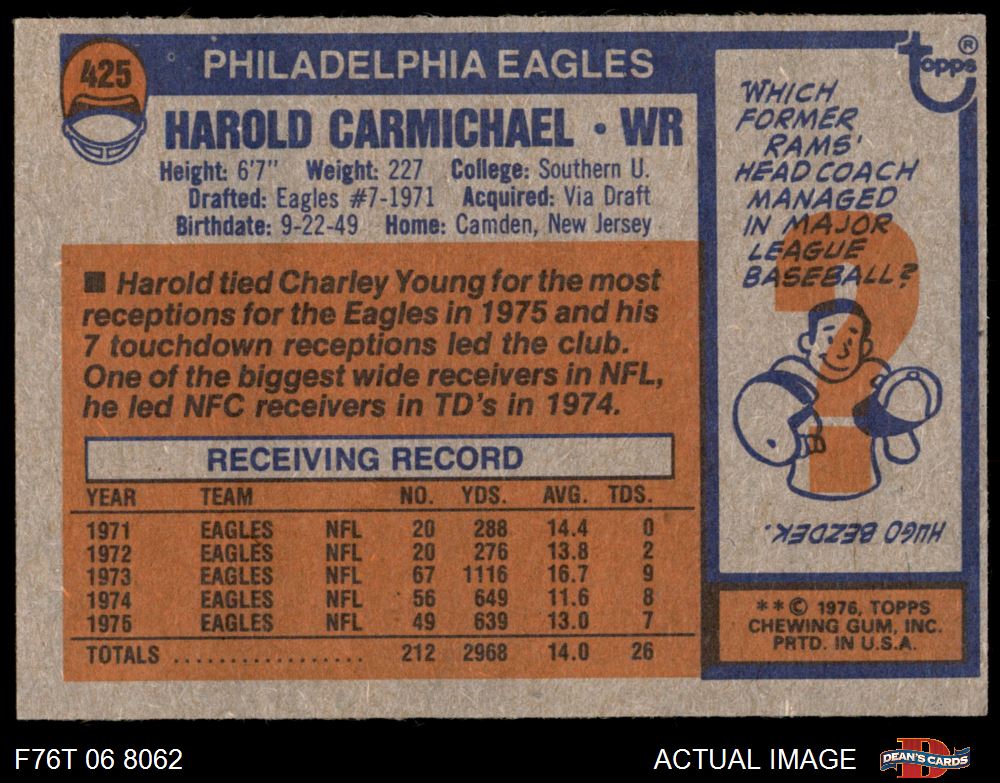 425
PHILADELPHIA EAGLES
HAROLD CARMICHAEL • WR
Height: 6'7" Weight: 227 College: Southern U.
Drafted: Eagles #7-1971 Acquired: Via Draft
Birthdate: 9-22-49 Home: Camden, New Jersey
■ Harold tied Charley Young for the most
receptions for the Eagles in 1975 and his
7 touchdown receptions led the club.
One of the biggest wide receivers in NFL,
he led NFC receivers in TD's in 1974.
RECEIVING RECORD
YEAR TEAM NO. YDS. AVG. TDS.
1971 EAGLES NFL 20 288 14.4 0
1972 EAGLES NFL 20 276 13.8 2
1973 EAGLES NFL 67 1116 16.7 9
1974 EAGLES NFL 56 649 11.6 8
1975 EAGLES NFL 49 639 13.0 7
TOTALS .................. 212 2968 14.0 26
topps ®
WHICH
FORMER
RAMS'
HEAD COACH
MANAGED
IN MAJOR
LEAGUE
BASEBALL?
?
HUGO BEZDEK.
**© 1976, TOPPS
CHEWING GUM, INC.
PRTD. IN U.S.A.
F76T 06 8062
ACTUAL IMAGE
D
DEAN'S CARDS